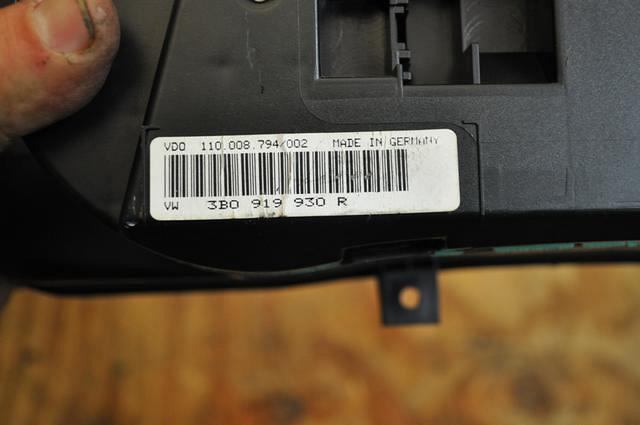 VDO 110.008.794/002 MADE IN GERMANY
VW 3B0 919 930 R